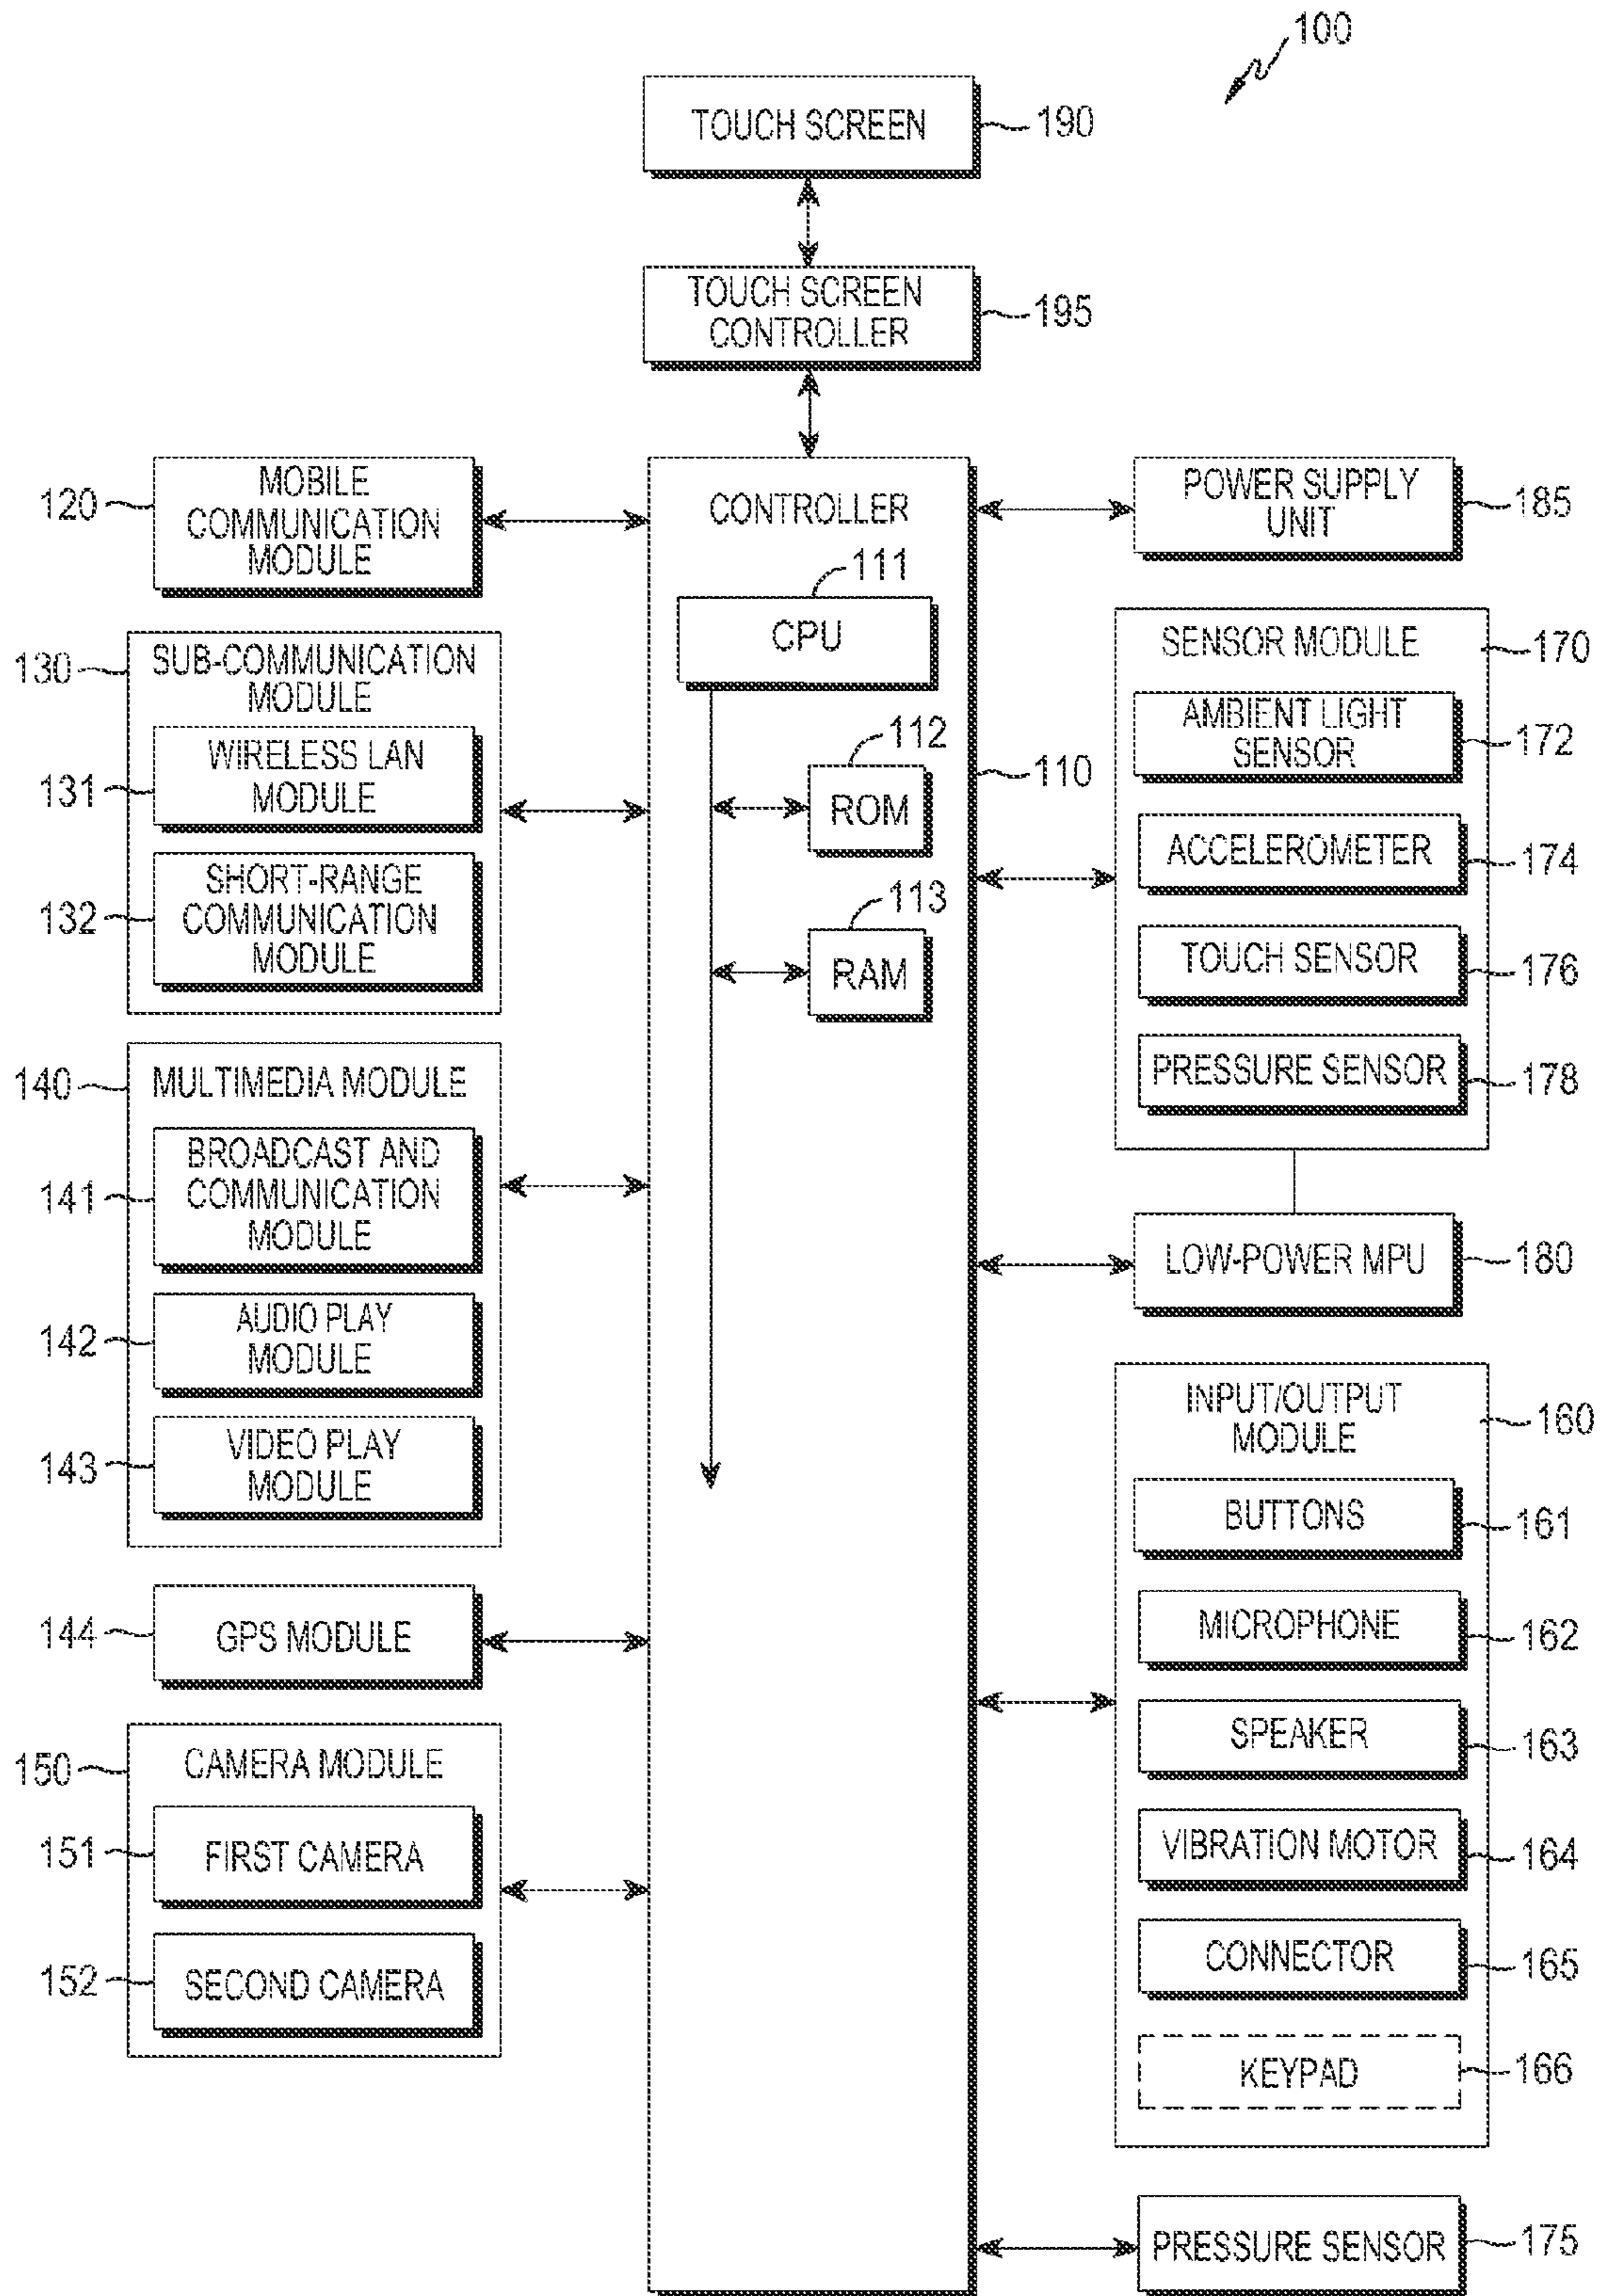 100
TOUCH SCREEN
190
TOUCH SCREEN
CONTROLLER
195
120
MOBILE
COMMUNICATION
MODULE
130
SUB-COMMUNICATION
MODULE
131
WIRELESS LAN
MODULE
132
SHORT-RANGE
COMMUNICATION
MODULE
140
MULTIMEDIA MODULE
141
BROADCAST AND
COMMUNICATION
MODULE
142
AUDIO PLAY
MODULE
143
VIDEO PLAY
MODULE
144
GPS MODULE
150
CAMERA MODULE
151
FIRST CAMERA
152
SECOND CAMERA
CONTROLLER
111
CPU
112
ROM
113
RAM
110
POWER SUPPLY
UNIT
185
SENSOR MODULE
170
AMBIENT LIGHT
SENSOR
172
ACCELEROMETER
174
TOUCH SENSOR
176
PRESSURE SENSOR
178
LOW-POWER MPU
180
INPUT/OUTPUT
MODULE
160
BUTTONS
161
MICROPHONE
162
SPEAKER
163
VIBRATION MOTOR
164
CONNECTOR
165
KEYPAD
166
PRESSURE SENSOR
175